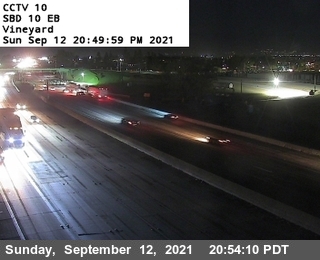 CCTV 10
SBD 10 EB
Vineyard
Sun Sep 12 20:49:59 PM 2021
Sunday, September 12, 2021 20:54:10 PDT